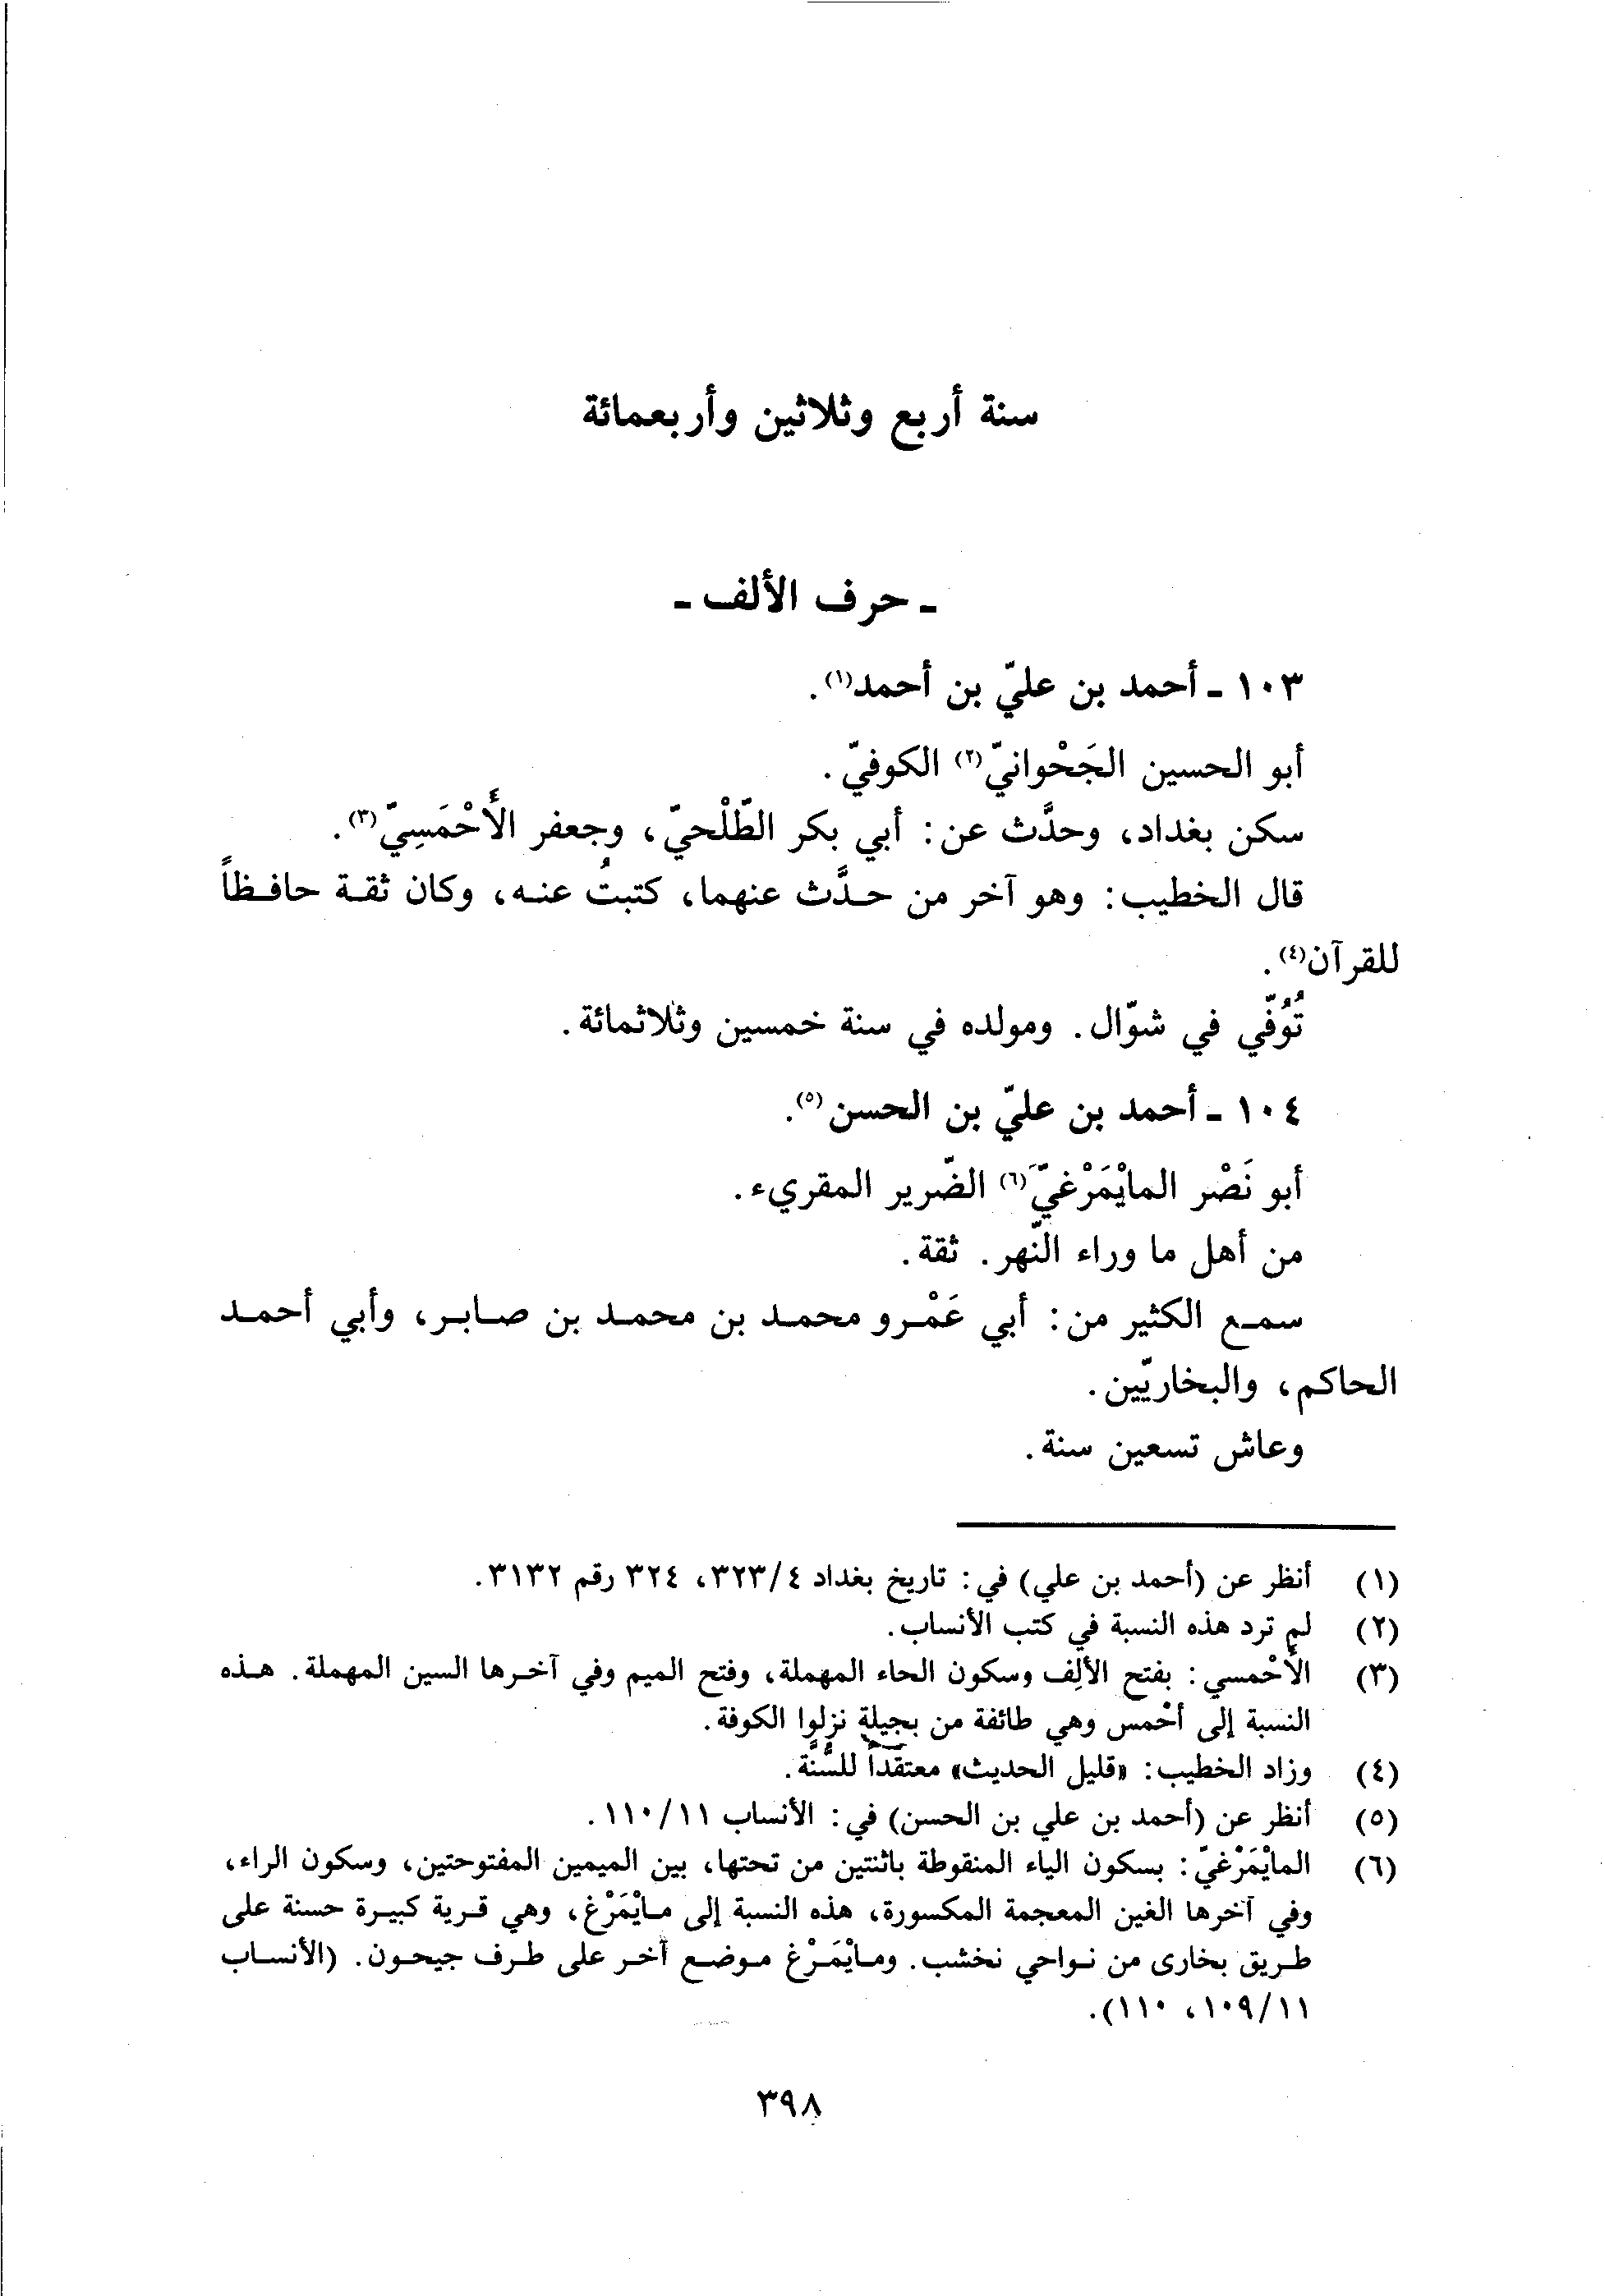 سنة أربع وثلاثين وأربعمائة
ـ حرف الألف ـ
١٠٣ ـ أحمد بن عليّ بن أحمد(١).
أبو الحسين الجَحْوانيّ(٢) الكوفيّ.
سكن بغداد، وحدَّث عن: أبي بكر الطّلْحيّ، وجعفر الأَحْمَسِيّ(٣).
قال الخطيب: وهو آخر من حدَّث عنهما، كتبتُ عنه، وكان ثقة حافظاً
للقرآن(٤).
تُوُفّي في شوّال. ومولده في سنة خمسين وثلاثمائة.
١٠٤ ـ أحمد بن عليّ بن الحسن(٥).
أبو نَصْر المايْمَرْغيّ(٦) الضّرير المقريء.
من أهل ما وراء النّهر. ثقة.
سمع الكثير من: أبي عَمْرو محمد بن محمد بن صابر، وأبي أحمد
الحاكم، والبخاريّين.
وعاش تسعين سنة.
(١) أنظر عن (أحمد بن علي) في: تاريخ بغداد ٤/٣٢٣، ٣٢٤ رقم ٣١٣٢.
(٢) لم ترد هذه النسبة في كتب الأنساب.
(٣) الأَحْمسي: بفتح الألِف وسكون الحاء المهملة، وفتح الميم وفي آخرها السين المهملة. هذه
النسبة إلى أحْمس وهي طائفة من بجيلة نزلوا الكوفة.
(٤) وزاد الخطيب: «قليل الحديث» معتقداً للسُّنَّة.
(٥) أنظر عن (أحمد بن علي بن الحسن) في: الأنساب ١١/١١٠.
(٦) المايْمَرْغيّ: بسكون الياء المنقوطة باثنتين من تحتها، بين الميمين المفتوحتين، وسكون الراء،
وفي آخرها الغين المعجمة المكسورة، هذه النسبة إلى مايْمَرْغ، وهي قرية كبيرة حسنة على
طريق بخارى من نواحي نخشب. ومايْمَرْغ موضع آخر على طرف جيحون. (الأنساب
١١/١٠٩، ١١٠).
٣٩٨